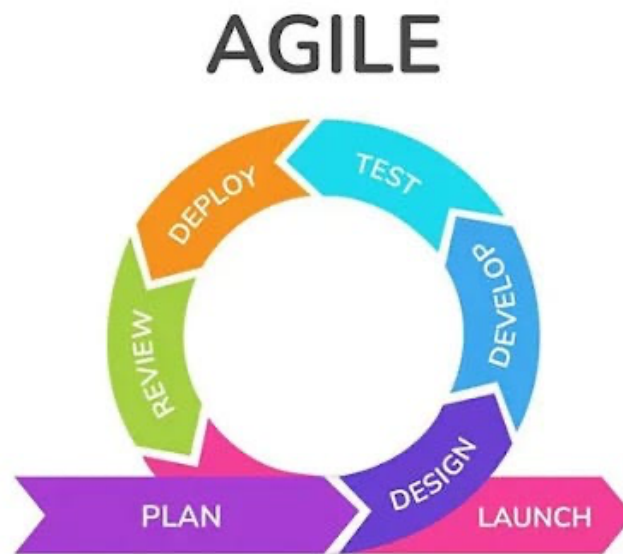 AGILE
PLAN
DESIGN
DEVELOP
TEST
DEPLOY
REVIEW
LAUNCH